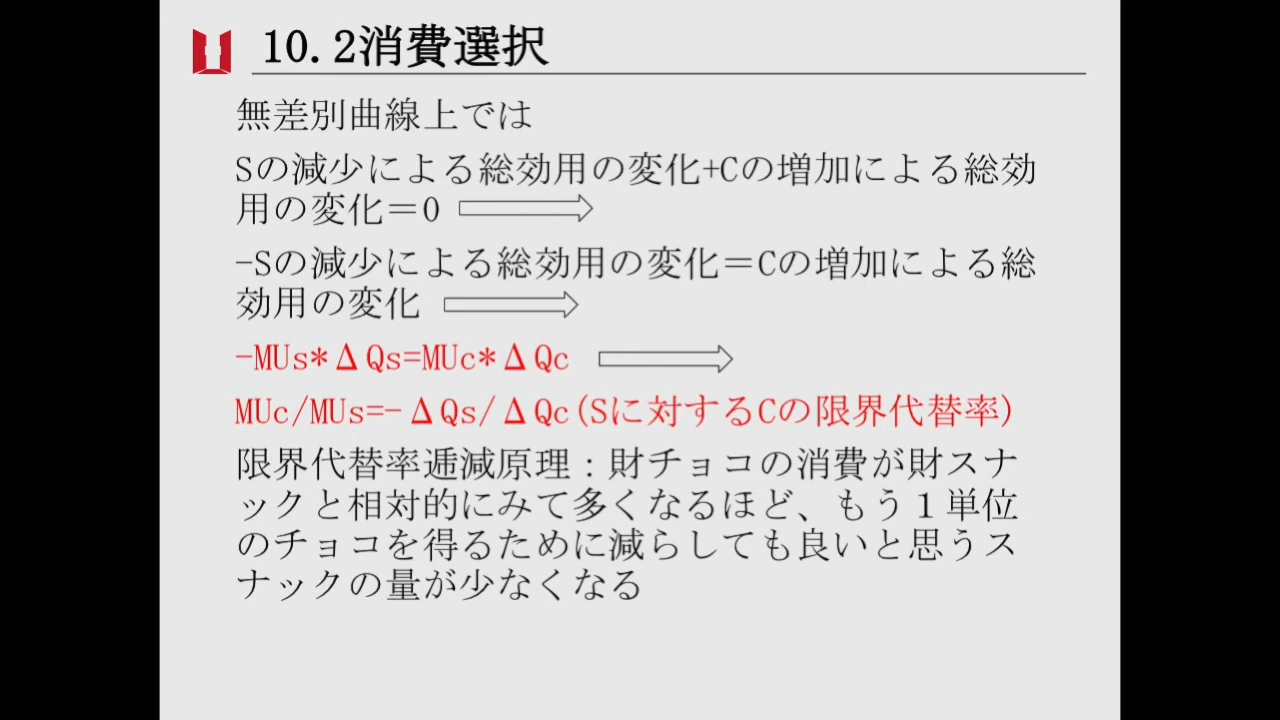 10.2消費選択
無差別曲線上では
Sの減少による総効用の変化+Cの増加による総効
用の変化＝0
-Sの減少による総効用の変化＝Cの増加による総
効用の変化
-MUs*ΔQs=MUc*ΔQc
MUc/MUs=-ΔQs/ΔQc(Sに対するCの限界代替率)
限界代替率逓減原理：財チョコの消費が財スナ
ックと相対的にみて多くなるほど、もう１単位
のチョコを得るために減らしても良いと思うス
ナックの量が少なくなる